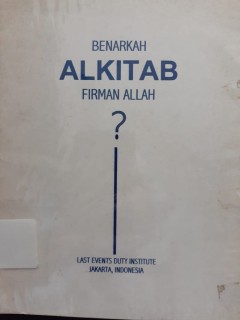 BENARKAH
ALKITAB
FIRMAN ALLAH
?
LAST EVENTS DUTY INSTITUTE
JAKARTA, INDONESIA